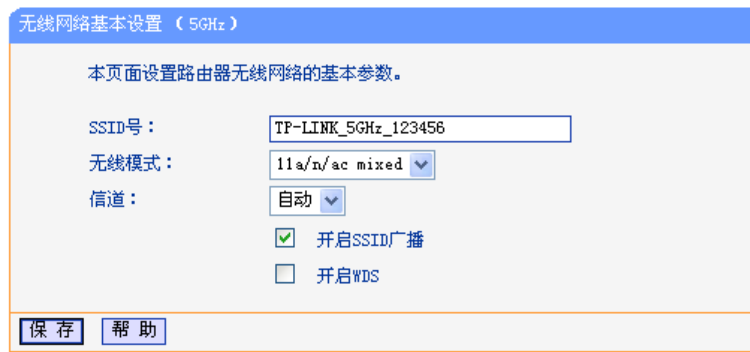 无线网络基本设置 （5GHz）
本页面设置路由器无线网络的基本参数。
SSID号： TP-LINK_5GHz_123456
无线模式： 11a/n/ac mixed
信道： 自动
开启SSID广播
开启WDS
保 存 帮 助